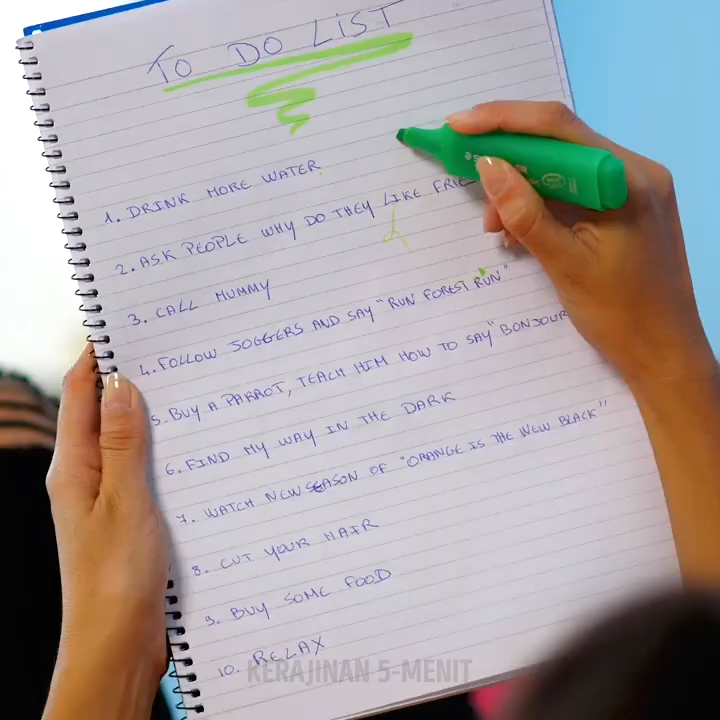 TO DO LIST
1. DRINK MORE WATER
2. ASK PEOPLE WHY DO THEY LIKE FRIE
3. CALL MUMMY
4. FOLLOW JOGGERS AND SAY "RUN FOREST RUN"
5. BUY A PARROT, TEACH HIM HOW TO SAY "BONJOUR
6. FIND MY WAY IN THE DARK
7. WATCH NEW SEASON OF "ORANGE IS THE NEW BLACK"
8. CUT YOUR HAIR
9. BUY SOME FOOD
10. RELAX
KERAJINAN 5-MENIT